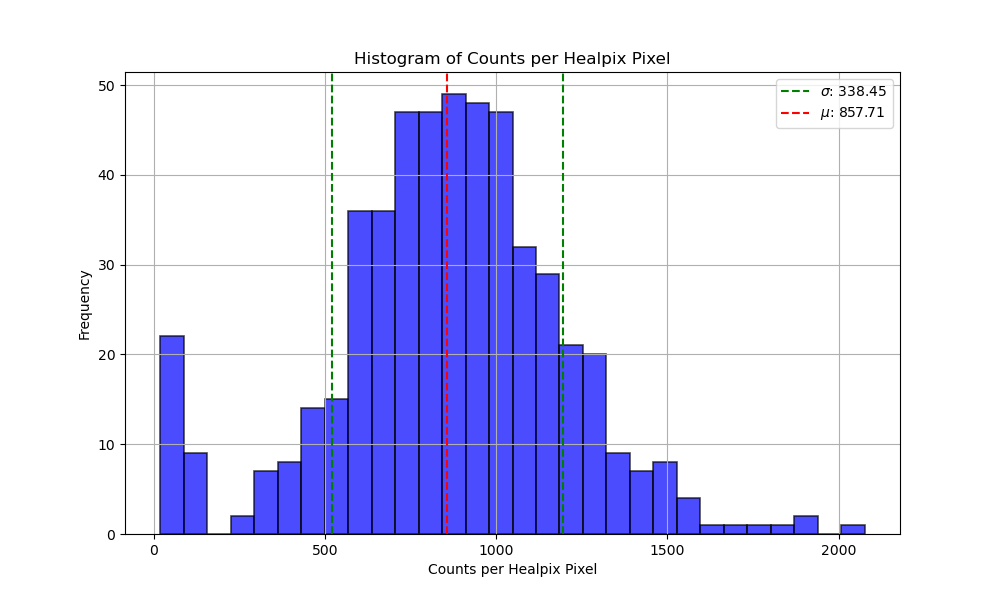 Histogram of Counts per Healpix Pixel
σ: 338.45
μ: 857.71
50
40
30
20
10
0
Frequency
0 500 1000 1500 2000
Counts per Healpix Pixel